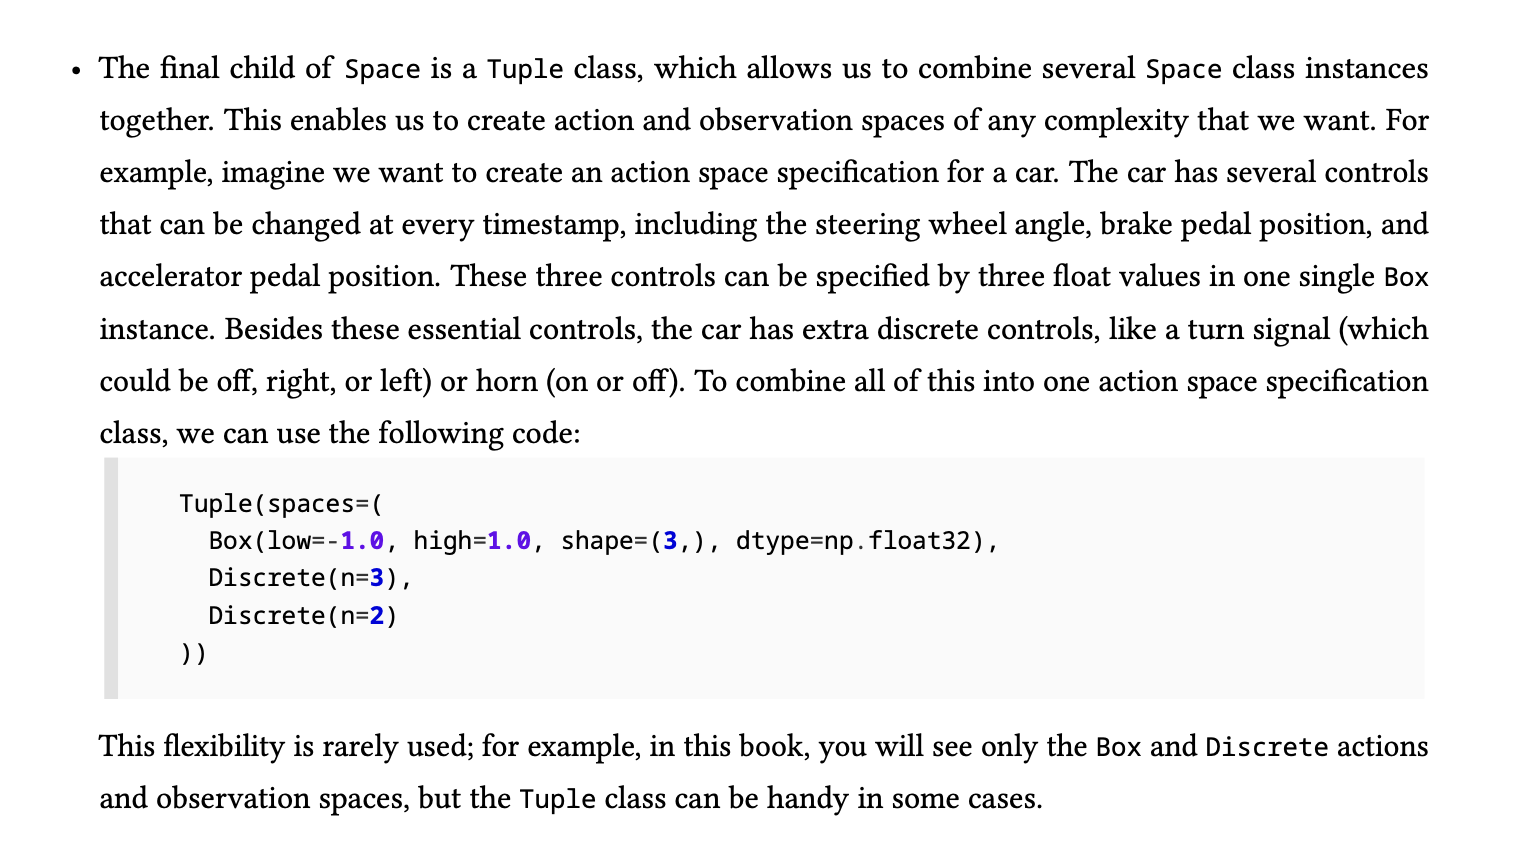 • The final child of Space is a Tuple class, which allows us to combine several Space class instances
together. This enables us to create action and observation spaces of any complexity that we want. For
example, imagine we want to create an action space specification for a car. The car has several controls
that can be changed at every timestamp, including the steering wheel angle, brake pedal position, and
accelerator pedal position. These three controls can be specified by three float values in one single Box
instance. Besides these essential controls, the car has extra discrete controls, like a turn signal (which
could be off, right, or left) or horn (on or off). To combine all of this into one action space specification
class, we can use the following code:
Tuple(spaces=(
  Box(low=-1.0, high=1.0, shape=(3,), dtype=np.float32),
  Discrete(n=3),
  Discrete(n=2)
))
This flexibility is rarely used; for example, in this book, you will see only the Box and Discrete actions
and observation spaces, but the Tuple class can be handy in some cases.